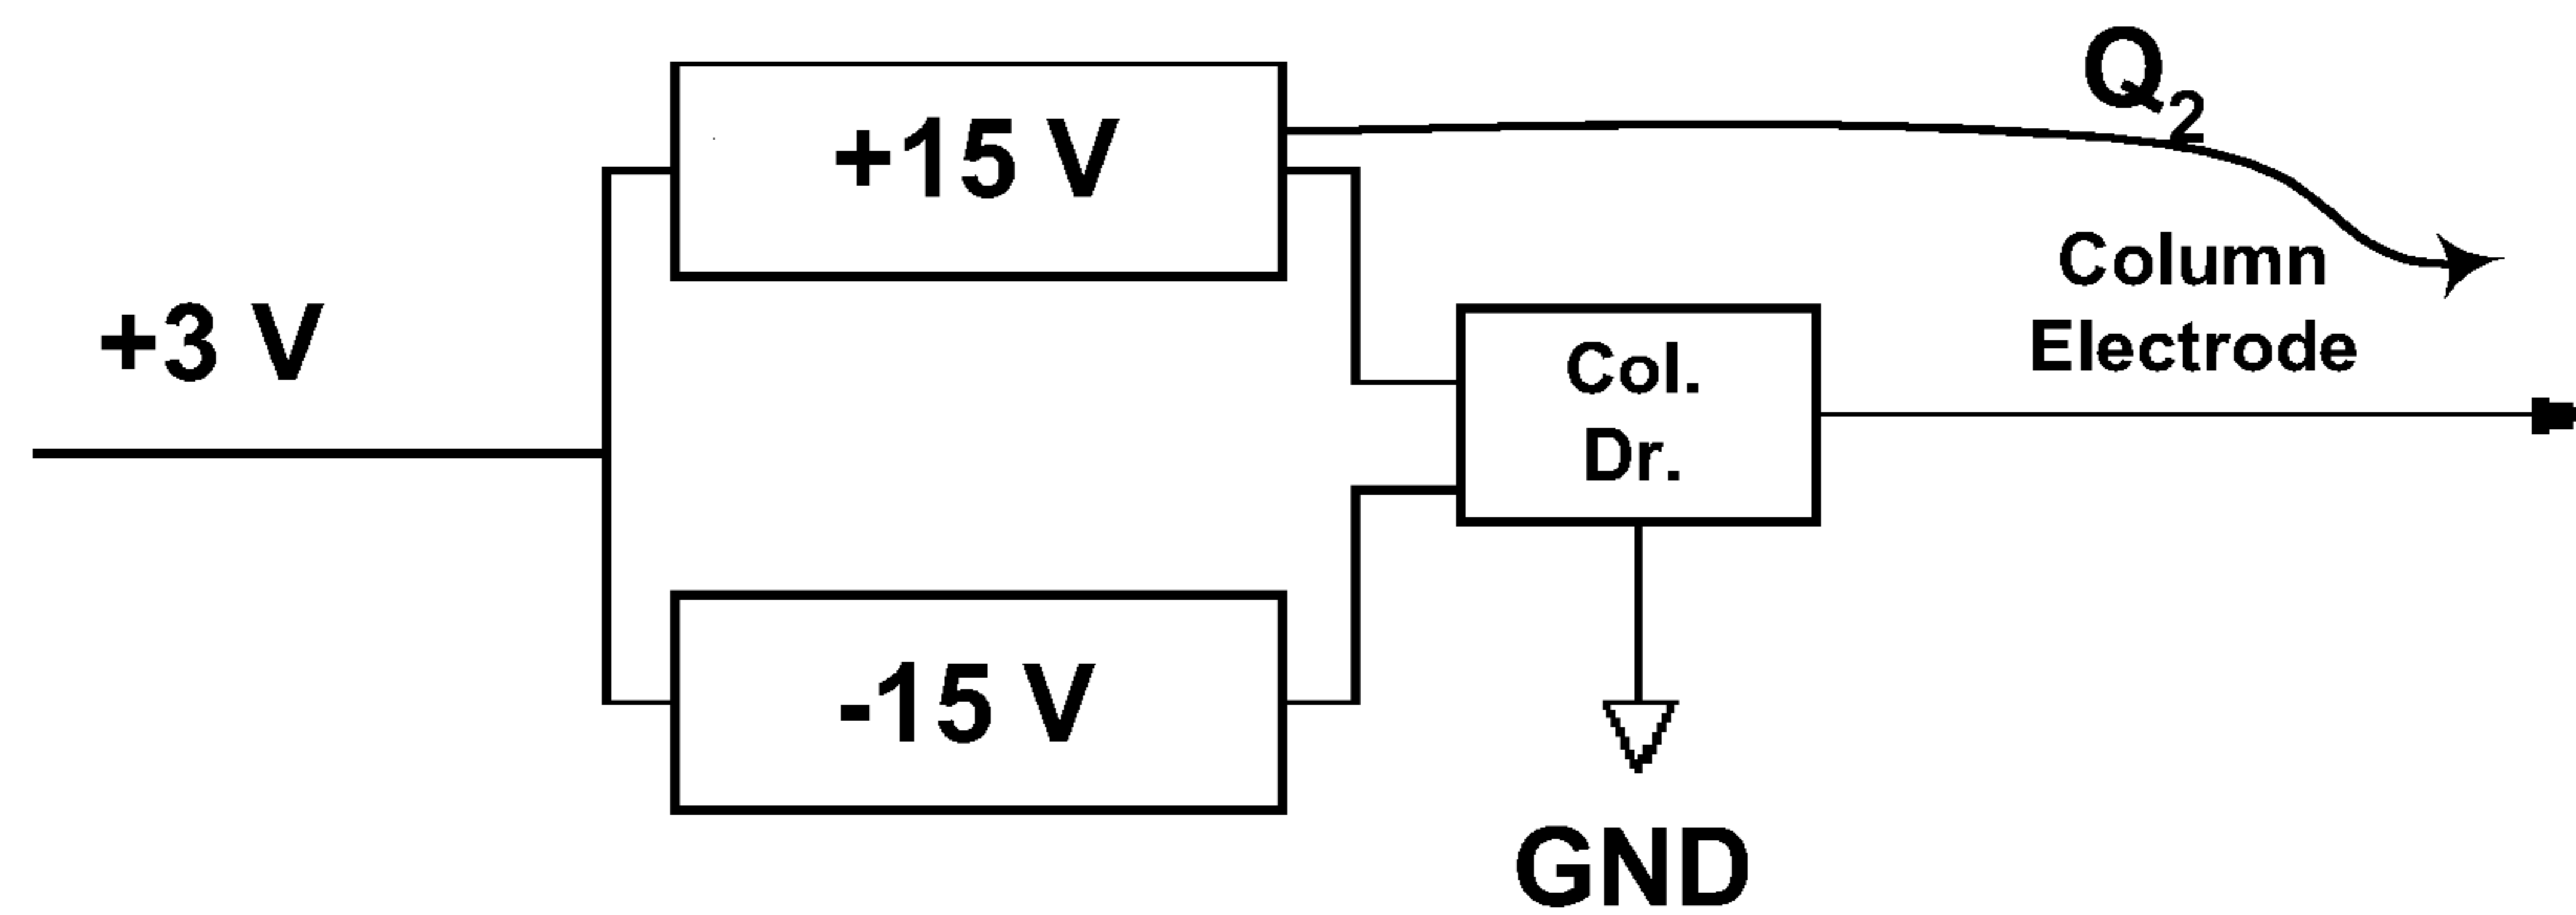 Q2
+15 V
Column
Electrode
+3 V
Col.
Dr.
-15 V
GND